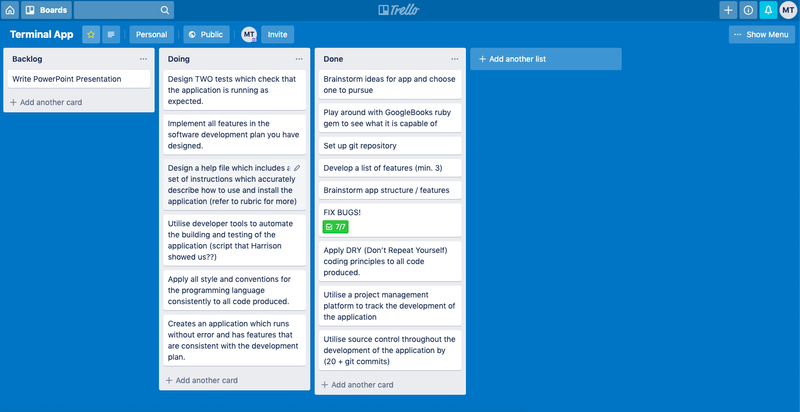 Boards
Trello
MT
Terminal App
Personal
Public
MT
Invite
Show Menu
Backlog
Write PowerPoint Presentation
Add another card
Doing
Design TWO tests which check that
the application is running as
expected.
Implement all features in the
software development plan you have
designed.
Design a help file which includes a
set of instructions which accurately
describe how to use and install the
application (refer to rubric for more)
Utilise developer tools to automate
the building and testing of the
application (script that Harrison
showed us??)
Apply all style and conventions for
the programming language
consistently to all code produced.
Creates an application which runs
without error and has features that
are consistent with the development
plan.
Add another card
Done
Brainstorm ideas for app and choose
one to pursue
Play around with GoogleBooks ruby
gem to see what it is capable of
Set up git repository
Develop a list of features (min. 3)
Brainstorm app structure / features
FIX BUGS!
7/7
Apply DRY (Don't Repeat Yourself)
coding principles to all code
produced.
Utilise a project management
platform to track the development of
the application
Utilise source control throughout the
development of the application by
(20 + git commits)
Add another card
Add another list